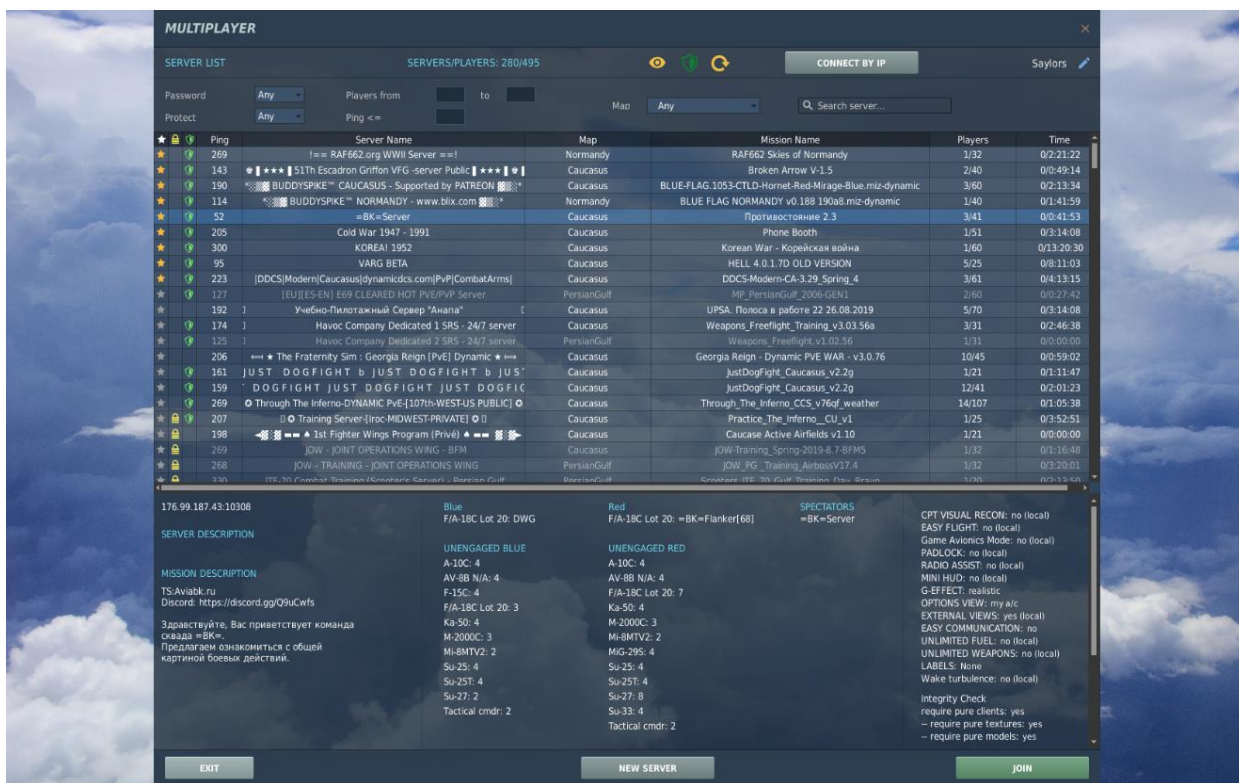 MULTIPLAYER
SERVER LIST SERVERS/PLAYERS: 280/495 CONNECT BY IP Saylors
Password Any Players from to Map Any Search server...
Protect Any Ping <=
Ping Server Name Map Mission Name Players Time
269 !== RAF662.org WWII Server ==! Normandy RAF662 Skies of Normandy 1/32 0/2:21:22
143 ★★★ 51Th Escadron Griffon VFG -server Public ★★★ Caucasus Broken Arrow V-1.5 2/40 0/0:49:14
190 *░▒▓ BUDDYSPIKE™ CAUCASUS - Supported by PATREON ▓▒░* Caucasus BLUE-FLAG.1053-CTLD-Hornet-Red-Mirage-Blue.miz-dynamic 3/60 0/2:13:34
114 *░▒▓ BUDDYSPIKE™ NORMANDY - www.blix.com ▓▒░* Normandy BLUE FLAG NORMANDY v0.188 190a8.miz-dynamic 1/40 0/1:41:59
52 =BK=Server Caucasus Противостояние 2.3 3/41 0/0:41:53
205 Cold War 1947 - 1991 Caucasus Phone Booth 1/51 0/3:14:08
300 KOREA! 1952 Caucasus Korean War - Корейская война 1/60 0/13:20:30
95 VARG BETA Caucasus HELL 4.0.1.7D OLD VERSION 5/25 0/8:11:03
223 |DDCS|Modern|Caucasus|dynamicdcs.com|PvP|CombatArms| Caucasus DDCS-Modern-CA-3.29_Spring_4 3/61 0/4:13:15
127 [EU][ES-EN] E69 CLEARED HOT PVE/PVP Server PersianGulf MP_PersianGulf_2006-GEN1 2/60 0/0:27:42
192 Учебно-Пилотажный Сервер "Анапа" Caucasus UPSA. Полоса в работе 22 26.08.2019 5/70 0/3:14:08
174 Havoc Company Dedicated 1 SRS - 24/7 server Caucasus Weapons_Freeflight_Training_v3.03.56a 3/31 0/2:46:38
125 Havoc Company Dedicated 2 SRS - 24/7 server PersianGulf Weapons_Freeflight.v1.02.56 1/31 0/0:00:00
206 ★ The Fraternity Sim : Georgia Reign [PvE] Dynamic ★ Caucasus Georgia Reign - Dynamic PVE WAR - v3.0.76 10/45 0/0:59:02
161 JUST DOGFIGHT b JUST DOGFIGHT b JUST Caucasus JustDogFight_Caucasus_v2.2g 1/21 0/1:11:47
159 DOGFIGHT JUST DOGFIGHT JUST DOGFIG Caucasus JustDogFight_Caucasus_v2.2g 12/41 0/2:01:23
269 ✪ Through The Inferno-DYNAMIC PvE-[107th-WEST-US PUBLIC] ✪ Caucasus Through_The_Inferno_CCS_v76qf_weather 14/107 0/1:05:38
207 ✪ Training Server-[Iroc-MIDWEST-PRIVATE] ✪ Caucasus Practice_The_Inferno__CU_v1 1/25 0/3:52:51
198 ♠ 1st Fighter Wings Program (Privé) ♠ Caucasus Caucase Active Airfields v1.10 1/21 0/0:00:00
269 JOW - JOINT OPERATIONS WING - BFM Caucasus JOW-Training_Spring-2019-8.7-BFM5 1/32 0/1:16:48
268 JOW - TRAINING - JOINT OPERATIONS WING PersianGulf JOW_PG _Training_AirbossV17.4 1/32 0/3:20:01
330 ITF-70 Combat Training (Scooter's Server) - Persian Gulf PersianGulf Scooters_ITF_70_Gulf_Training_Day_Bravo 1/20 0/2:13:50
176.99.187.43:10308
SERVER DESCRIPTION
MISSION DESCRIPTION
TS:Aviabk.ru
Discord: https://discord.gg/Q9uCwfs
Здравствуйте, Вас приветствует команда
сквада =BK=.
Предлагаем ознакомиться с общей
картиной боевых действий.
Blue
F/A-18C Lot 20: DWG
UNENGAGED BLUE
A-10C: 4
AV-8B N/A: 4
F-15C: 4
F/A-18C Lot 20: 3
Ka-50: 4
M-2000C: 3
Mi-8MTV2: 2
Su-25: 4
Su-25T: 4
Su-27: 2
Tactical cmdr: 2
Red
F/A-18C Lot 20: =BK=Flanker[68]
UNENGAGED RED
A-10C: 4
AV-8B N/A: 4
F/A-18C Lot 20: 7
Ka-50: 4
M-2000C: 3
Mi-8MTV2: 2
MiG-29S: 4
Su-25: 4
Su-25T: 4
Su-27: 8
Su-33: 4
Tactical cmdr: 2
SPECTATORS
=BK=Server
CPT VISUAL RECON: no (local)
EASY FLIGHT: no (local)
Game Avionics Mode: no (local)
PADLOCK: no (local)
RADIO ASSIST: no (local)
MINI HUD: no (local)
G-EFFECT: realistic
OPTIONS VIEW: my a/c
EXTERNAL VIEWS: yes (local)
EASY COMMUNICATION: no
UNLIMITED FUEL: no (local)
UNLIMITED WEAPONS: no (local)
LABELS: None
Wake turbulence: no (local)
Integrity Check
require pure clients: yes
-- require pure textures: yes
-- require pure models: yes
EXIT NEW SERVER JOIN